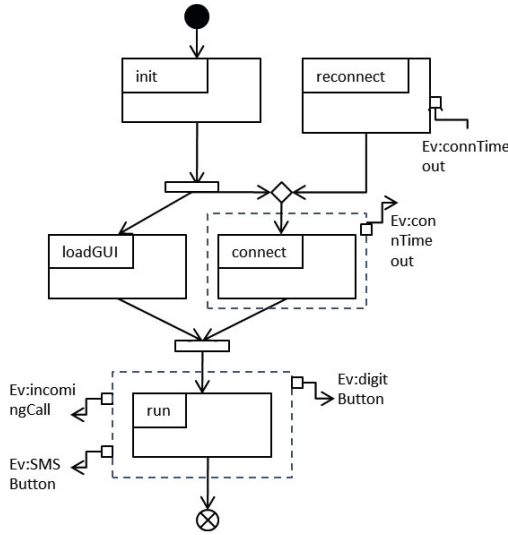 init
reconnect
Ev:connTime
out
Ev:con
nTime
out
loadGUI
connect
Ev:incomi
ngCall
run
Ev:digit
Button
Ev:SMS
Button